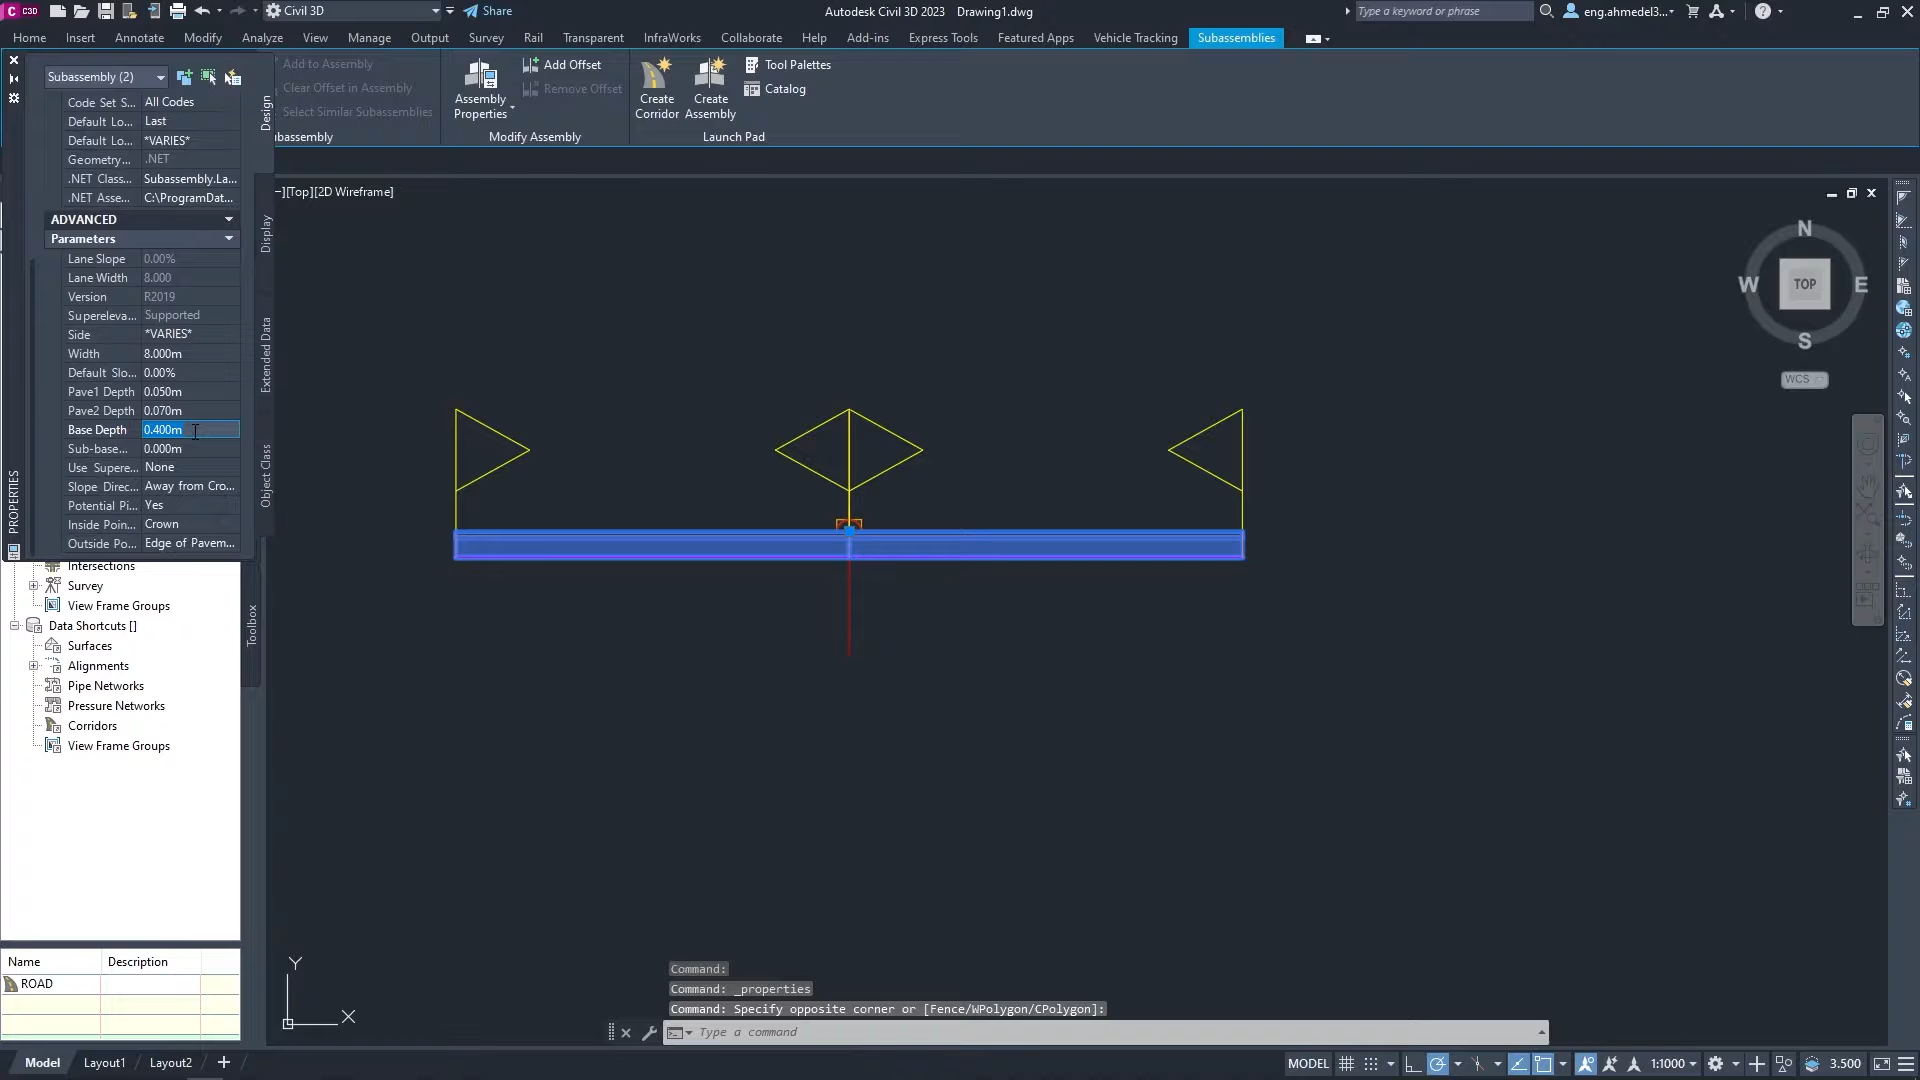 C3D
Civil 3D
Share
Autodesk Civil 3D 2023 Drawing1.dwg
Type a keyword or phrase
eng.ahmedel3...
Home Insert Annotate Modify Analyze View Manage Output Survey Rail Transparent InfraWorks Collaborate Help Add-ins Express Tools Featured Apps Vehicle Tracking Subassemblies
Subassembly (2)
Add to Assembly
Clear Offset in Assembly
Select Similar Subassemblies
ubassembly
Assembly
Properties
Add Offset
Remove Offset
Modify Assembly
Create
Corridor
Create
Assembly
Tool Palettes
Catalog
Launch Pad
Code Set S... All Codes
Default Lo... Last
Default Lo... *VARIES*
Geometry... .NET
.NET Class... Subassembly.La...
.NET Asse... C:\ProgramDat...
ADVANCED
Parameters
Lane Slope 0.00%
Lane Width 8.000
Version R2019
Supereleva... Supported
Side *VARIES*
Width 8.000m
Default Slo... 0.00%
Pave1 Depth 0.050m
Pave2 Depth 0.070m
Base Depth 0.400m
Sub-base... 0.000m
Use Supere... None
Slope Direc... Away from Cro...
Potential Pi... Yes
Inside Poin... Crown
Outside Po... Edge of Pavem...
PROPERTIES
Design
Display
Extended Data
Object Class
Toolbox
Intersections
Survey
View Frame Groups
Data Shortcuts []
Surfaces
Alignments
Pipe Networks
Pressure Networks
Corridors
View Frame Groups
Name Description
ROAD
−][Top][2D Wireframe]
N
W TOP E
S
WCS
Y
X
Command:
Command: _properties
Command: Specify opposite corner or [Fence/WPolygon/CPolygon]:
Type a command
Model Layout1 Layout2 +
MODEL 1:1000 3.500